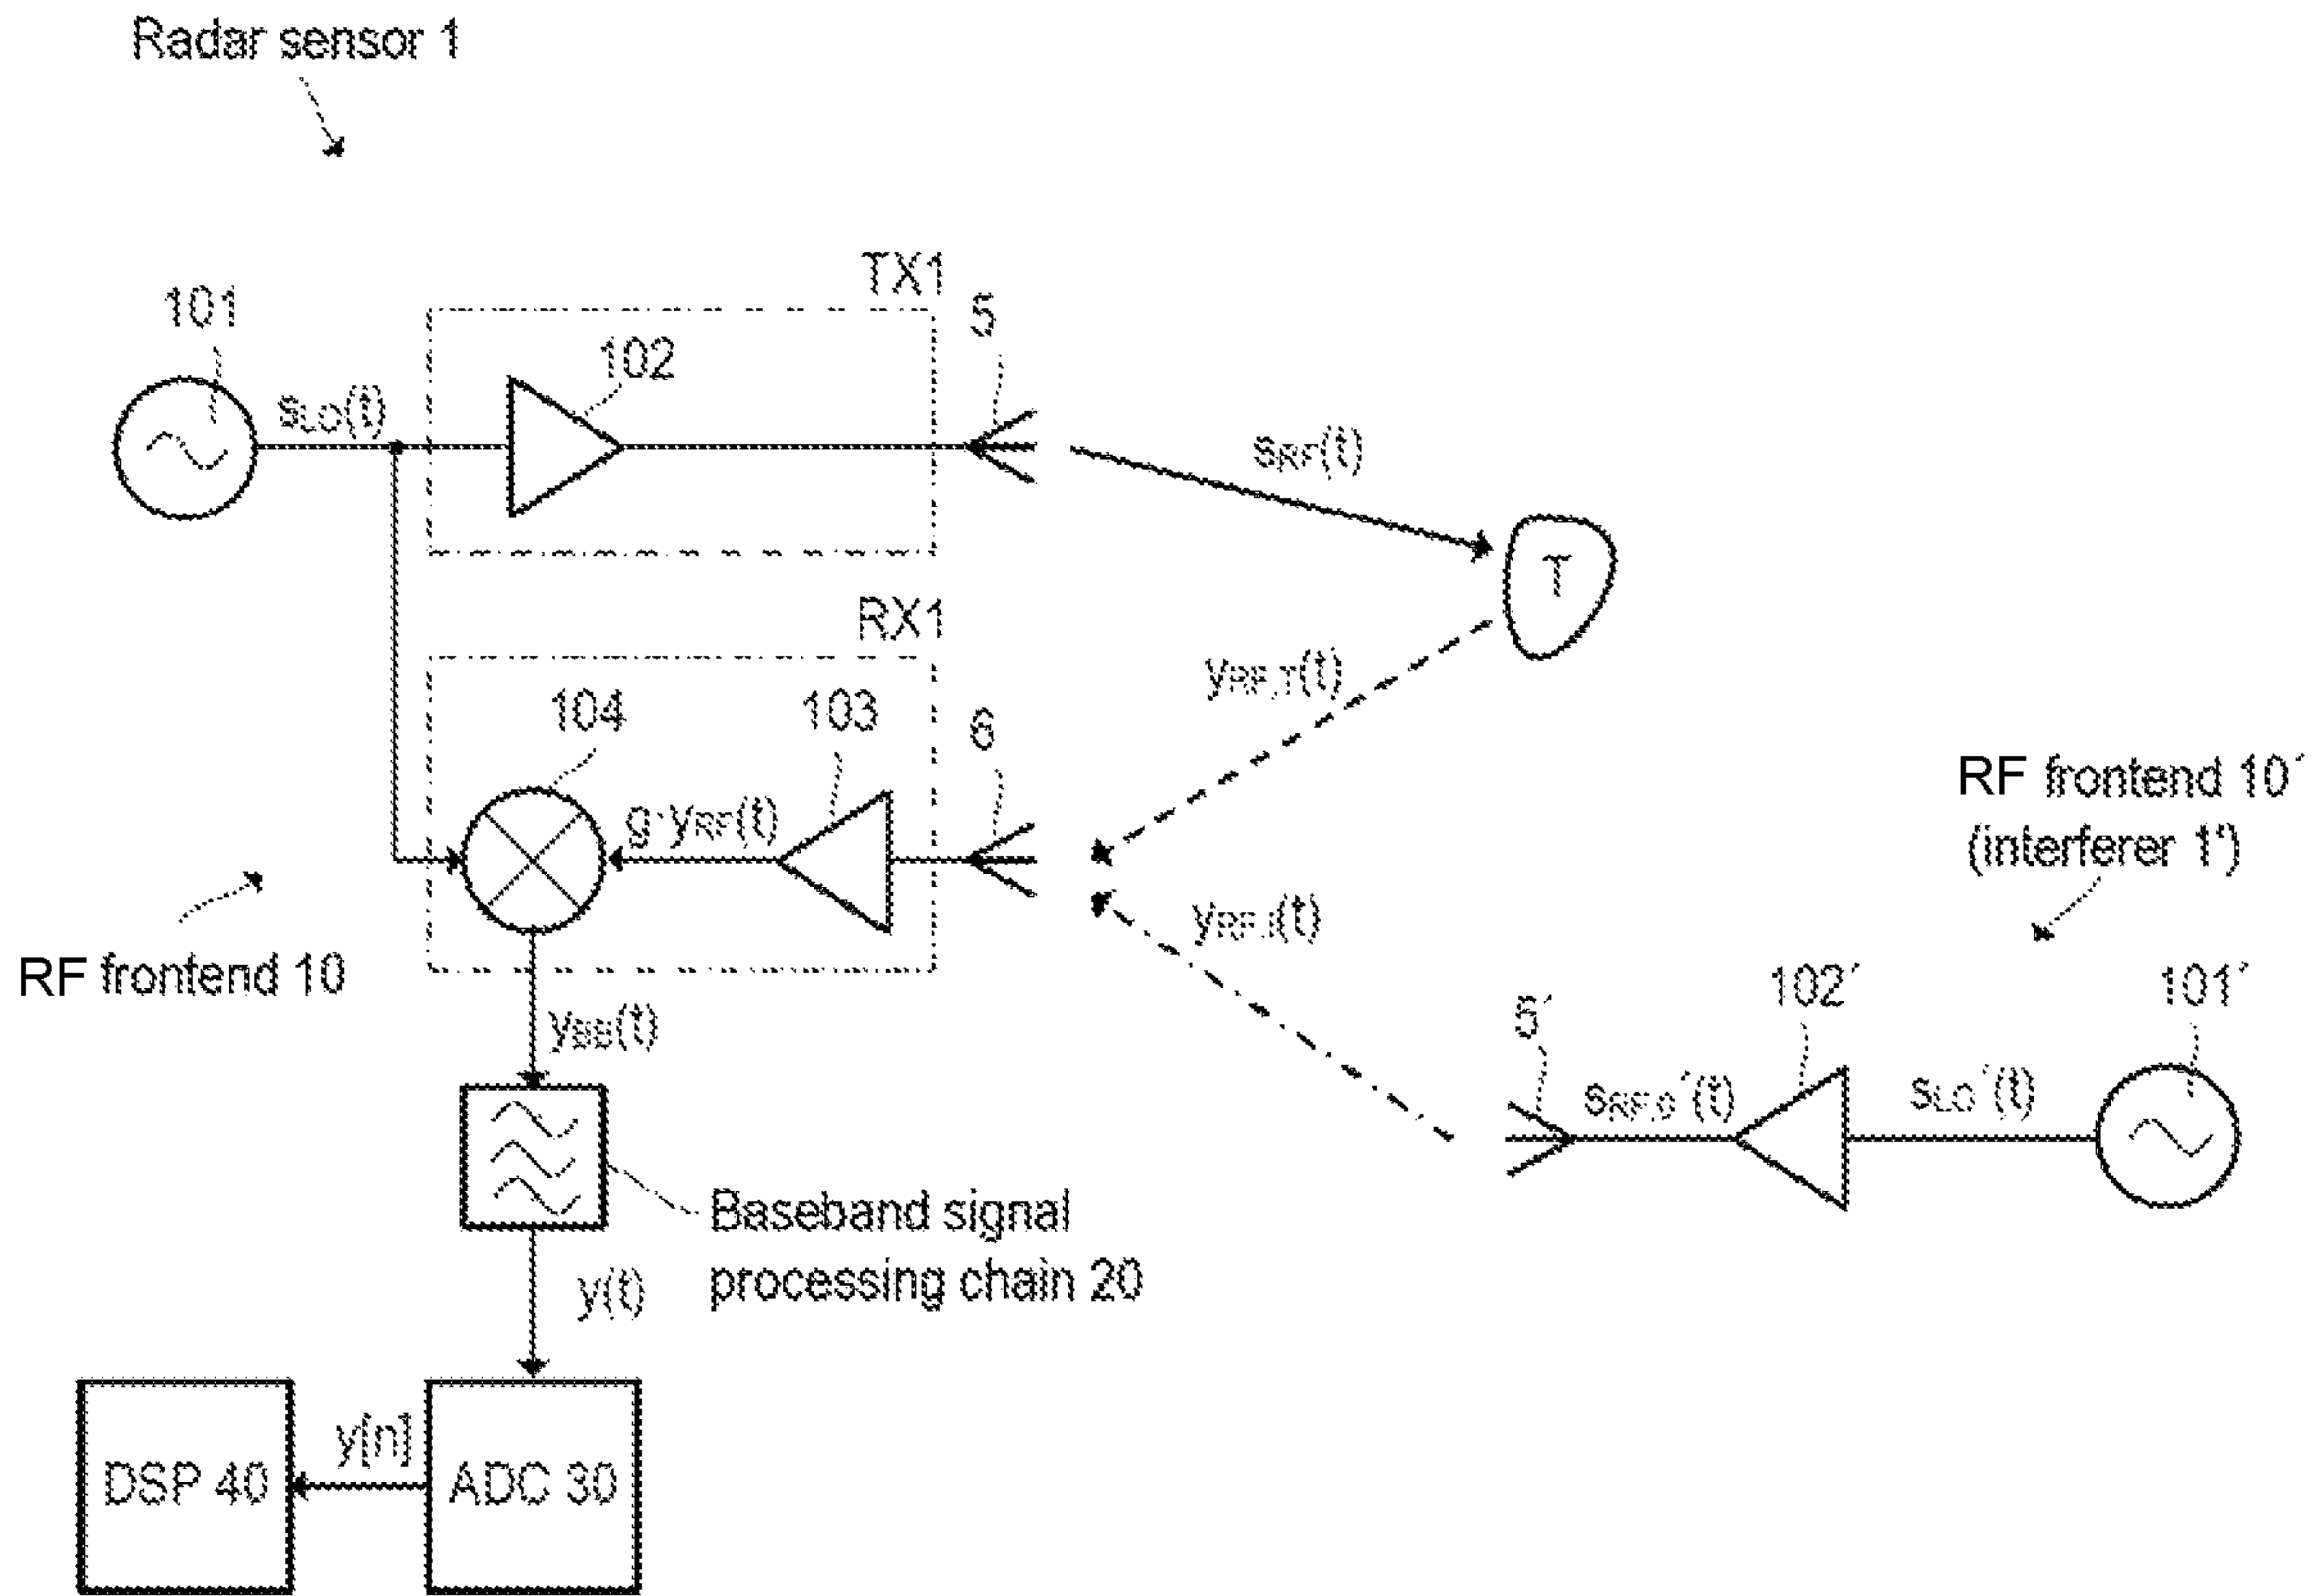 Radar sensor 1
TX1
101
102
5
sLO(t)
sRF(t)
T
RX1
yRF,T(t)
104
103
6
g·yRF(t)
RF frontend 10´
(interferer 1')
yRF,I(t)
RF frontend 10
yBB(t)
5´
102´
101´
sRF,0´(t)
sLO´(t)
Baseband signal
processing chain 20
y(t)
DSP 40
y[n]
ADC 30